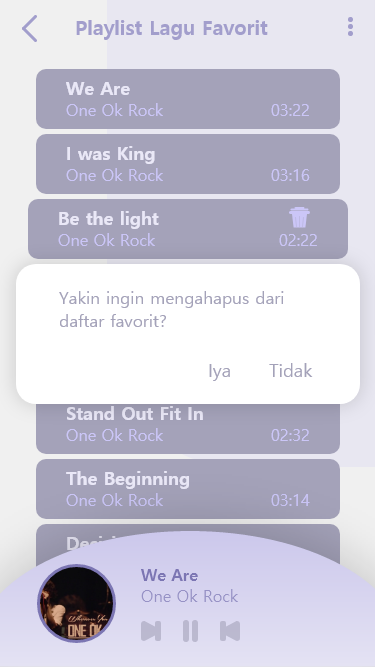 Playlist Lagu Favorit
We Are
One Ok Rock 03:22
I was King
One Ok Rock 03:16
Be the light
One Ok Rock 02:22
Yakin ingin mengahapus dari
daftar favorit?
Iya Tidak
Stand Out Fit In
One Ok Rock 02:32
The Beginning
One Ok Rock 03:14
We Are
One Ok Rock
ONE OK